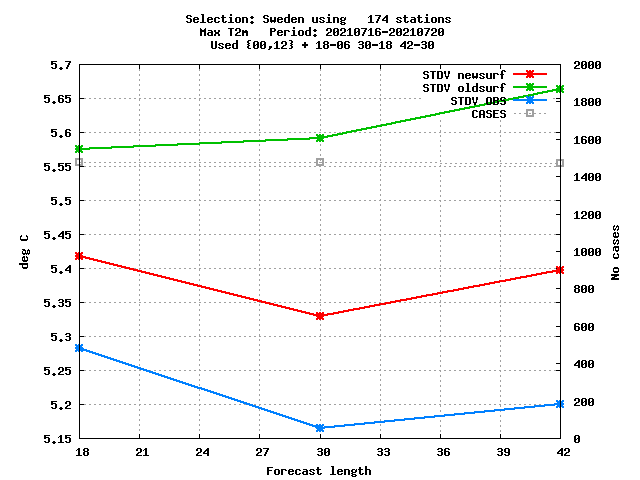 Selection: Sweden using   174 stations
Max T2m   Period: 20210716-20210720
Used {00,12} + 18-06 30-18 42-30
STDV newsurf
STDV oldsurf
STDV OBS
CASES
5.7
5.65
5.6
5.55
5.5
5.45
5.4
5.35
5.3
5.25
5.2
5.15
deg C
2000
1800
1600
1400
1200
1000
800
600
400
200
0
No cases
18 21 24 27 30 33 36 39 42
Forecast length